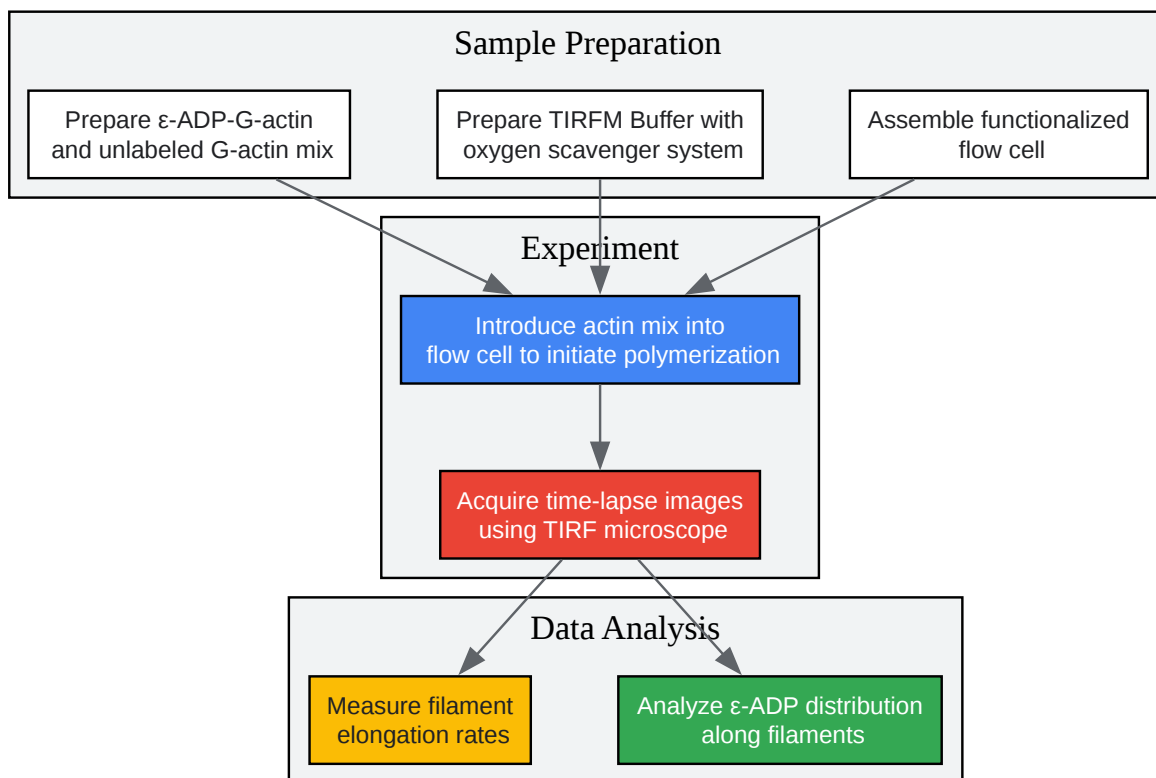 Sample Preparation
Prepare ε-ADP-G-actin
and unlabeled G-actin mix
Prepare TIRFM Buffer with
oxygen scavenger system
Assemble functionalized
flow cell
Experiment
Introduce actin mix into
flow cell to initiate polymerization
Acquire time-lapse images
using TIRF microscope
Data Analysis
Measure filament
elongation rates
Analyze ε-ADP distribution
along filaments